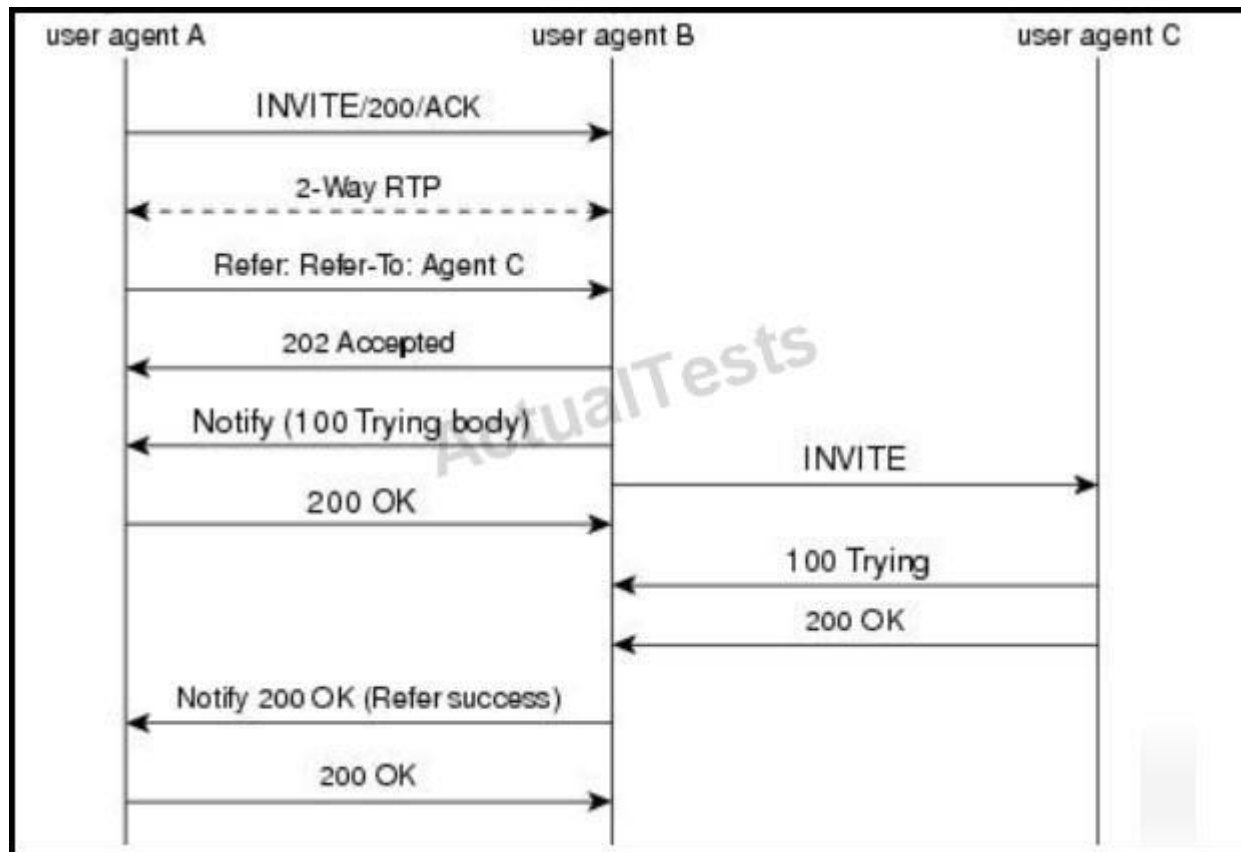 user agent A user agent B user agent C
INVITE/200/ACK
2-Way RTP
Refer: Refer-To: Agent C
202 Accepted
ActualTests
Notify (100 Trying body)
INVITE
200 OK
100 Trying
200 OK
Notify 200 OK (Refer success)
200 OK